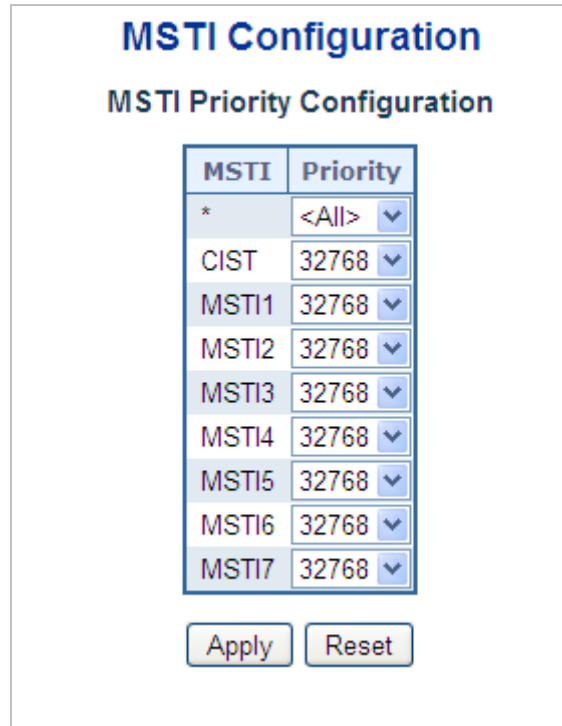 MSTI Configuration
MSTI Priority Configuration
MSTI Priority
* <All>
CIST 32768
MSTI1 32768
MSTI2 32768
MSTI3 32768
MSTI4 32768
MSTI5 32768
MSTI6 32768
MSTI7 32768
Apply Reset